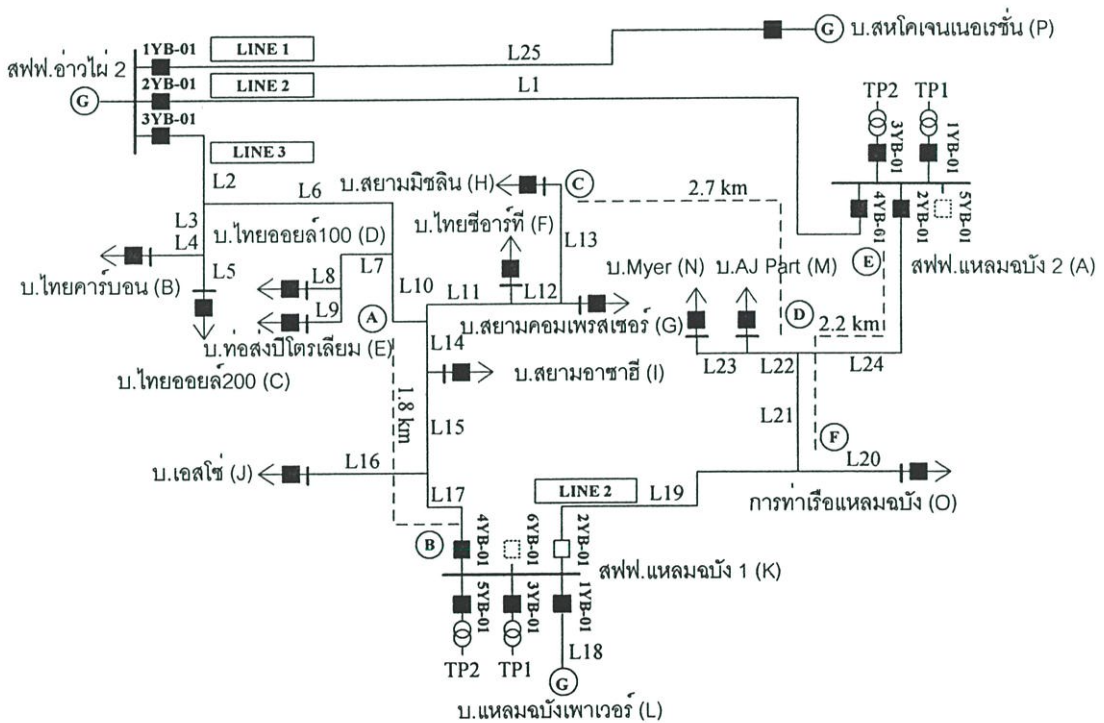 1YB-01
LINE 1
L25
G
บ.สหโคเจนเนอเรชั่น (P)
สฟฟ.อ่าวไผ่ 2
2YB-01
LINE 2
L1
G
3YB-01
LINE 3
TP2
TP1
3YB-01
1YB-01
4YB-01
2YB-01
5YB-01
E
สฟฟ.แหลมฉบัง 2 (A)
L2
L6
บ.สยามมิชลิน (H)
C
2.7 km
L3
L4
บ.ไทยออยล์100 (D)
บ.ไทยซีอาร์ที (F)
L13
L5
L7
L8
L10
บ.Myer (N)
บ.AJ Part (M)
บ.ไทยคาร์บอน (B)
L9
A
L11
L12
บ.สยามคอมเพรสเซอร์ (G)
D
2.2 km
บ.ท่อส่งปิโตรเลียม (E)
L14
L23
L22
L24
บ.ไทยออยล์200 (C)
บ.สยามอาซาฮี (I)
1.8 km
L15
L21
F
บ.เอสโซ่ (J)
L16
L17
LINE 2
L19
L20
การท่าเรือแหลมฉบัง (O)
B
4YB-01
6YB-01
2YB-01
สฟฟ.แหลมฉบัง 1 (K)
5YB-01
3YB-01
1YB-01
L18
TP2
TP1
G
บ.แหลมฉบังเพาเวอร์ (L)